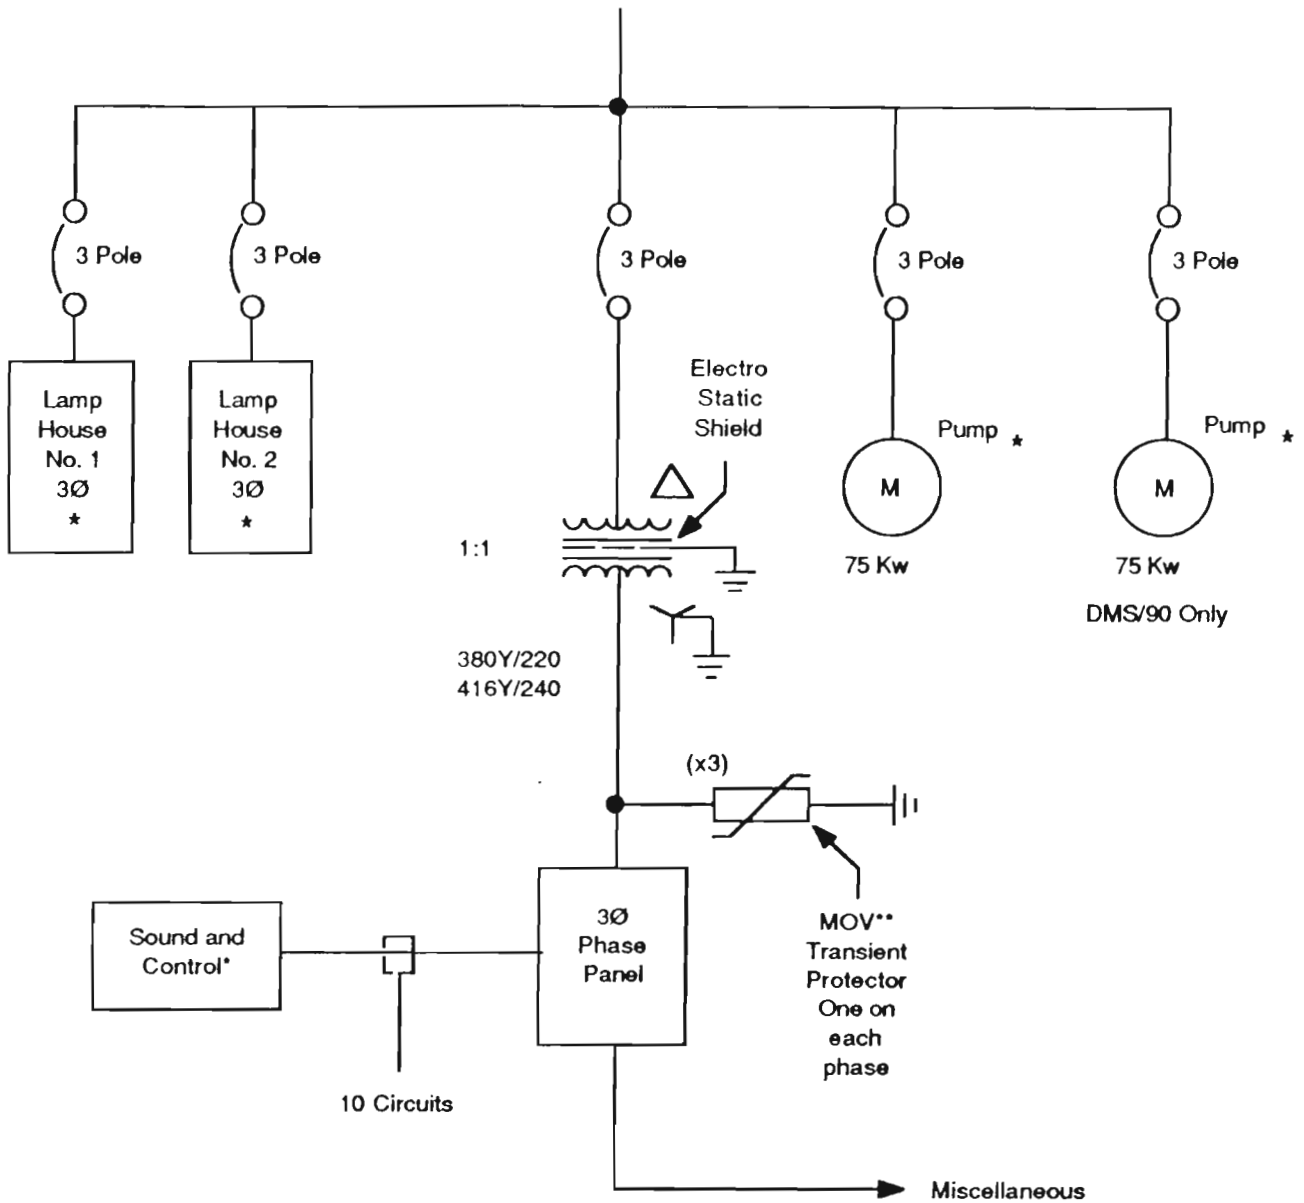 3 Pole
3 Pole
3 Pole
3 Pole
3 Pole
Lamp
House
No. 1
3Ø
*
Lamp
House
No. 2
3Ø
*
Electro
Static
Shield
1:1
Pump *
M
75 Kw
Pump *
M
75 Kw
DMS/90 Only
380Y/220
416Y/240
(x3)
MOV**
Transient
Protector
One on
each
phase
3Ø
Phase
Panel
Sound and
Control*
10 Circuits
Miscellaneous